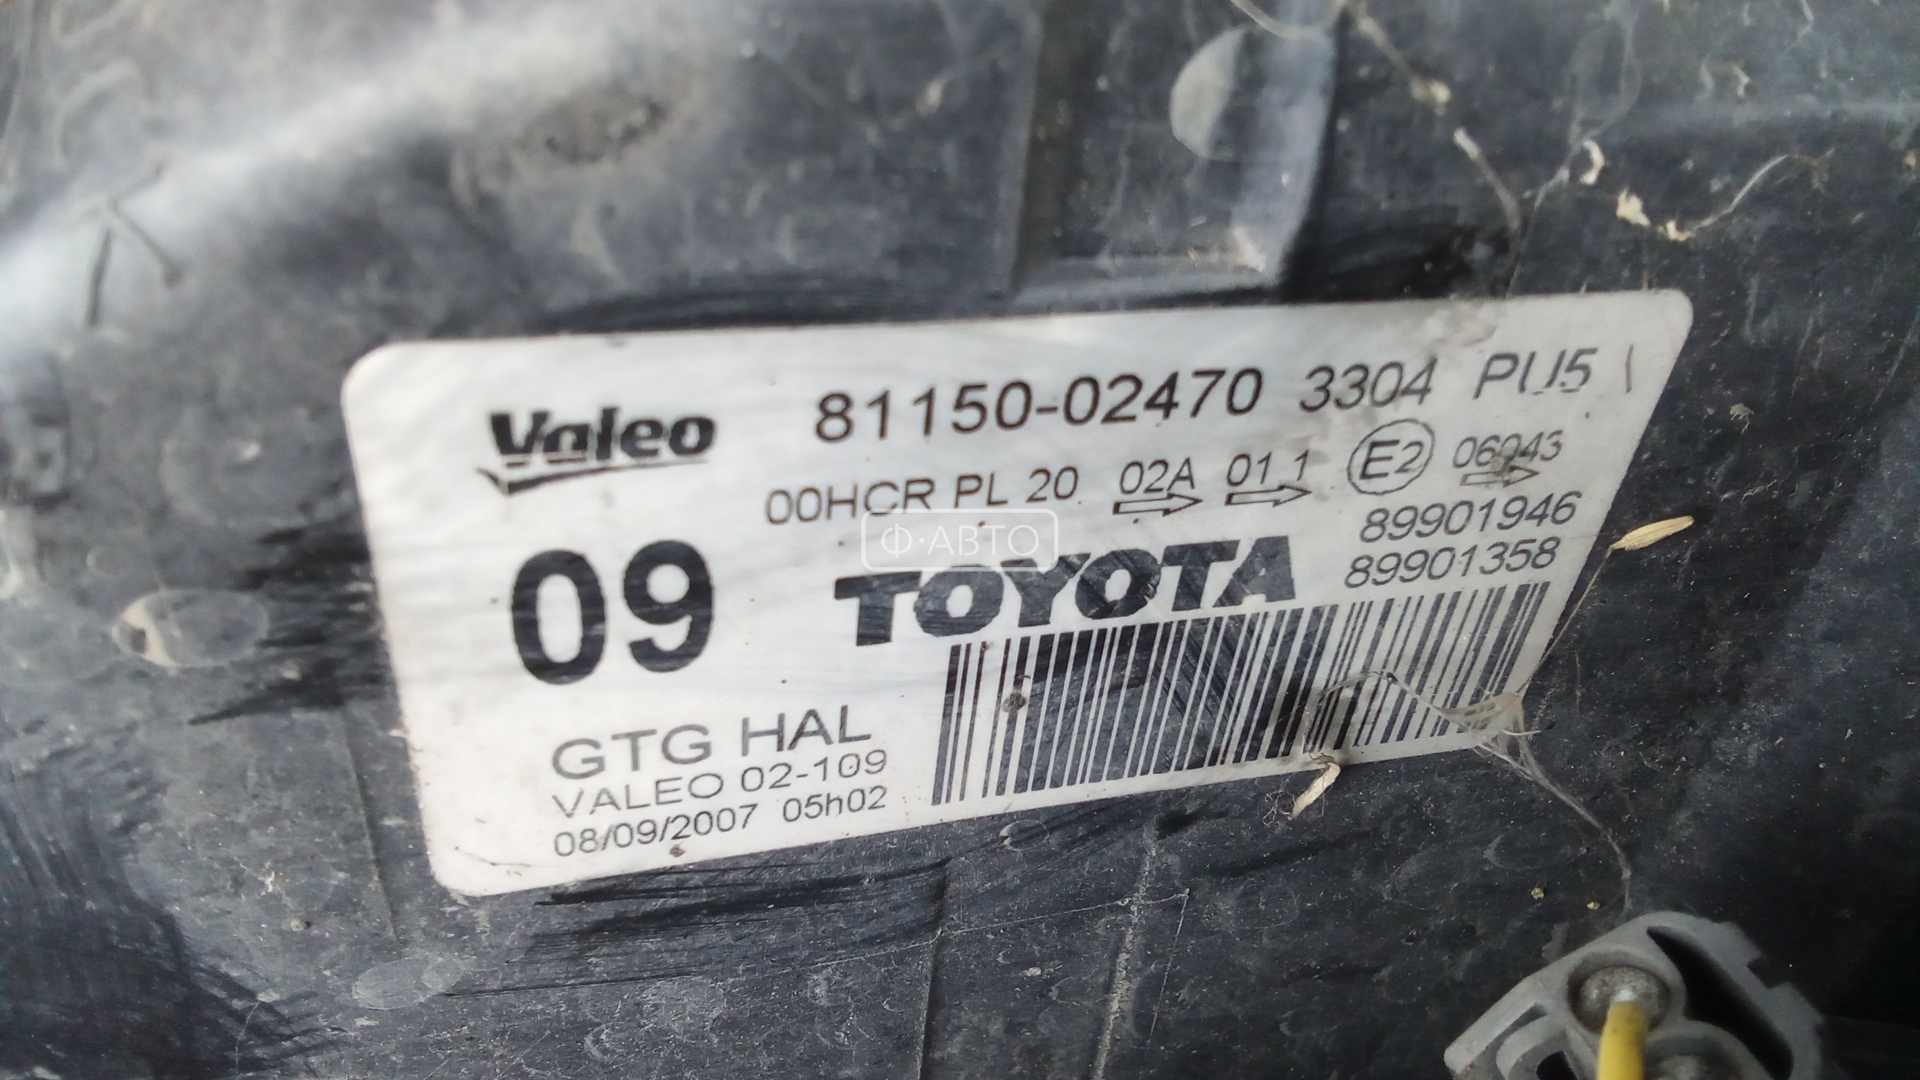 Valeo 81150-02470 3304 PU5
00HCR PL 20 02A 01 1 E2 06043
09 TOYOTA 89901946
89901358
GTG HAL
VALEO 02-109
08/09/2007 05h02
Ф·АВТО